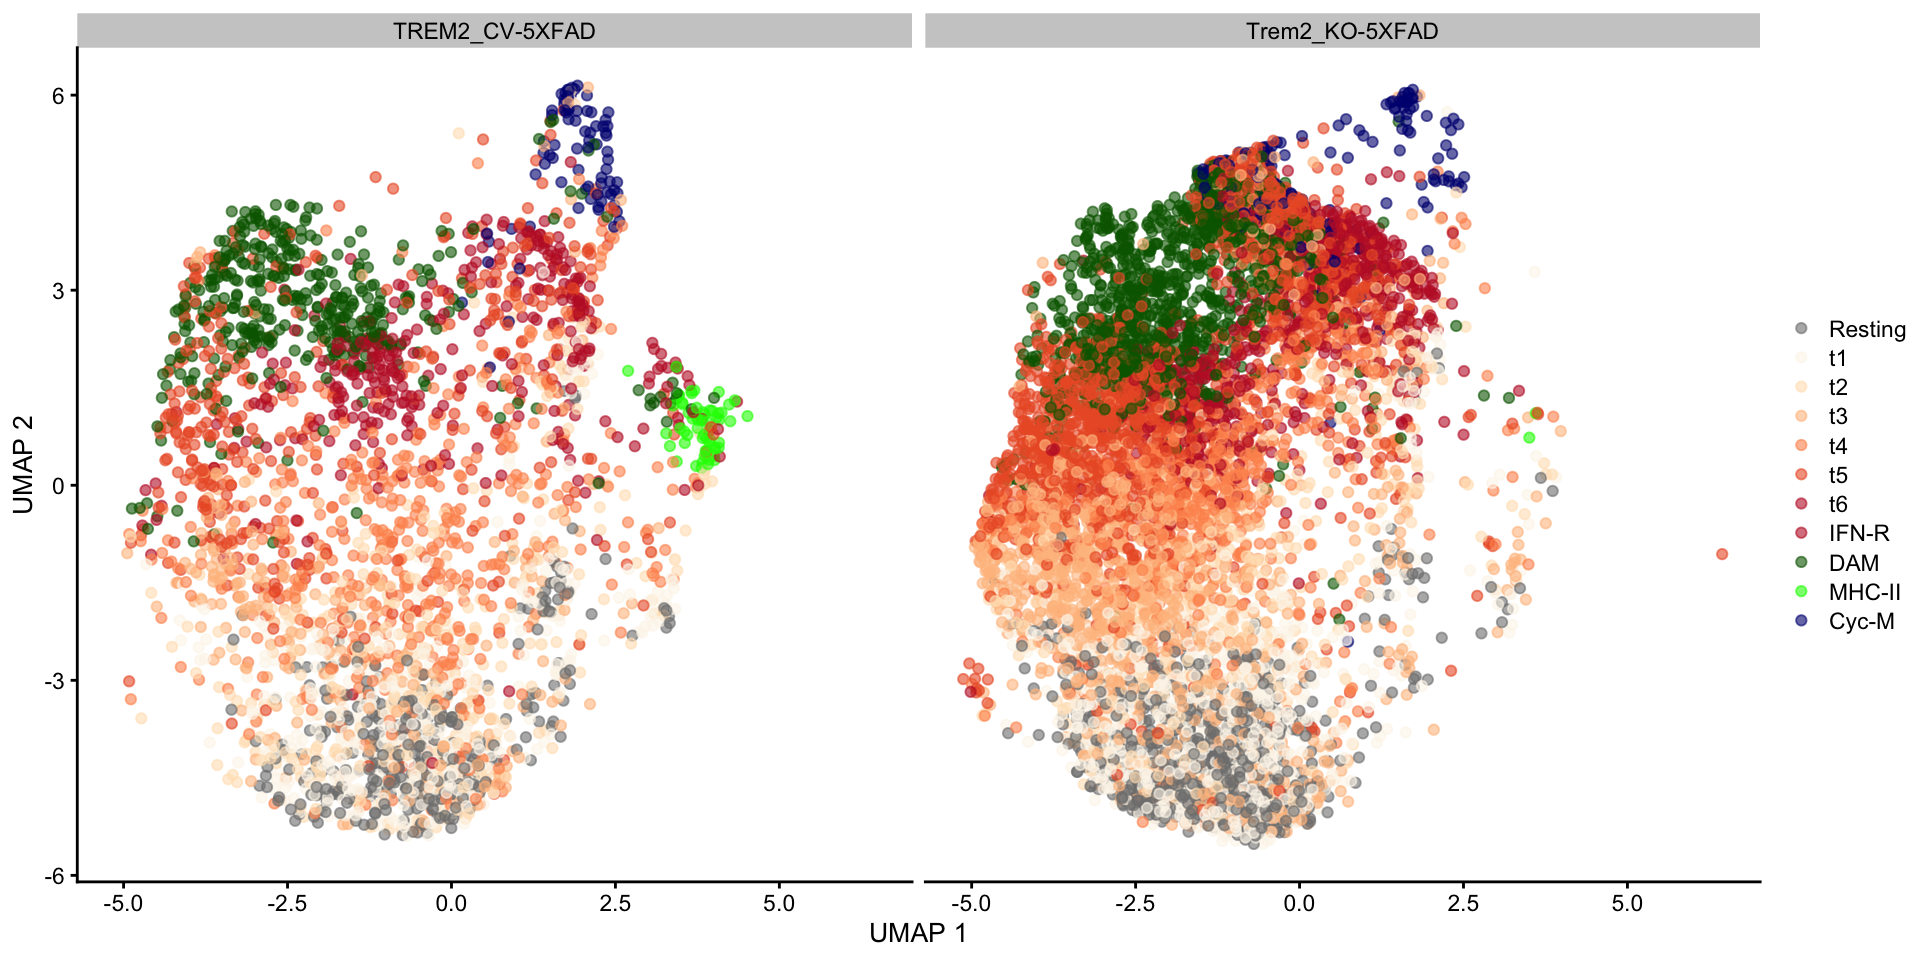 TREM2_CV-5XFAD
Trem2_KO-5XFAD
6
3
0
-3
-6
UMAP 2
-5.0
-2.5
0.0
2.5
5.0
-5.0
-2.5
0.0
2.5
5.0
UMAP 1
Resting
t1
t2
t3
t4
t5
t6
IFN-R
DAM
MHC-II
Cyc-M